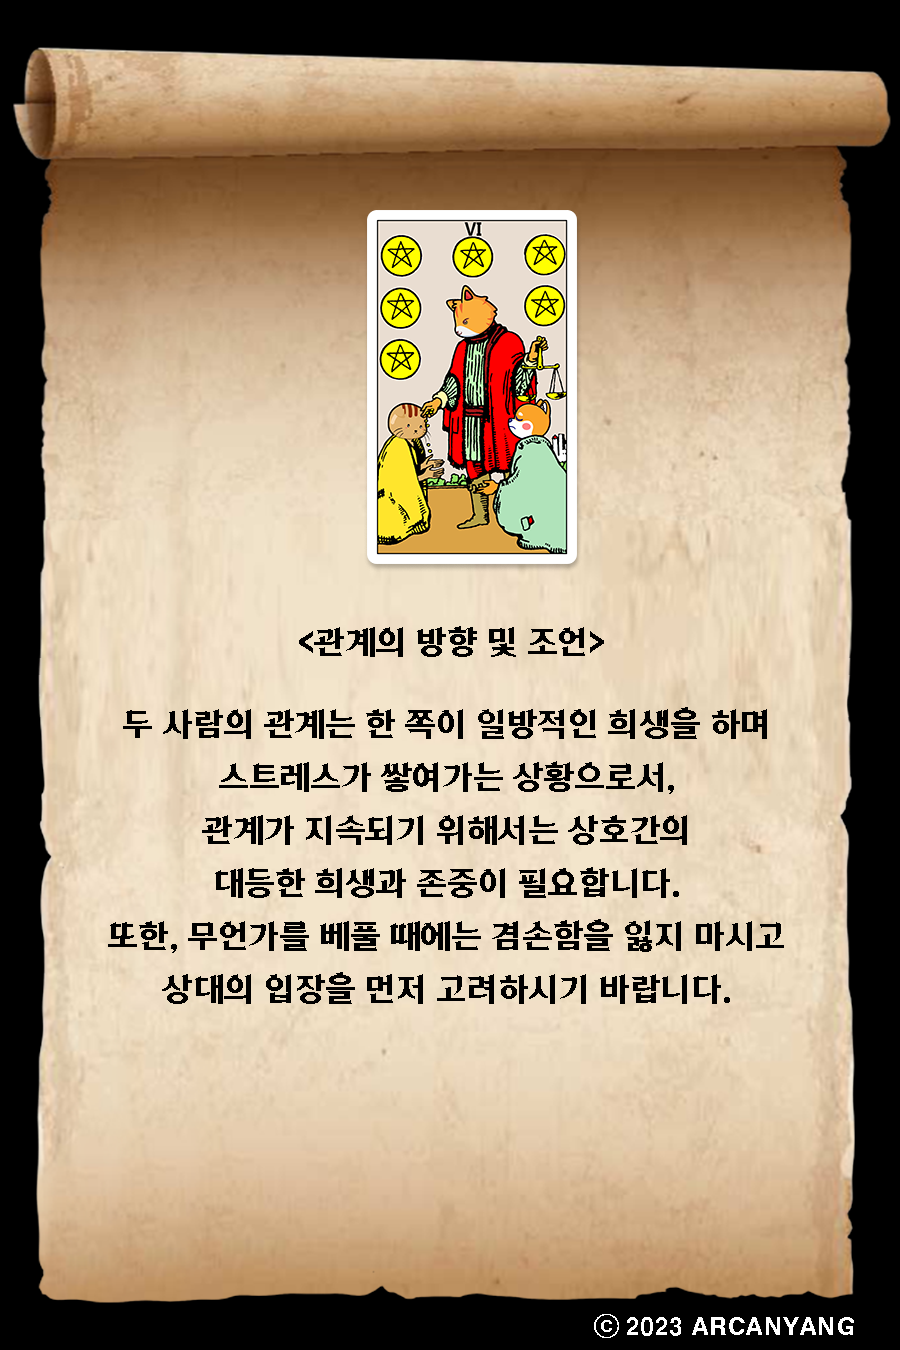 VI
<관계의 방향 및 조언>
두 사람의 관계는 한 쪽이 일방적인 희생을 하며
스트레스가 쌓여가는 상황으로서,
관계가 지속되기 위해서는 상호간의
대등한 희생과 존중이 필요합니다.
또한, 무언가를 베풀 때에는 겸손함을 잃지 마시고
상대의 입장을 먼저 고려하시기 바랍니다.
© 2023 ARCANYANG